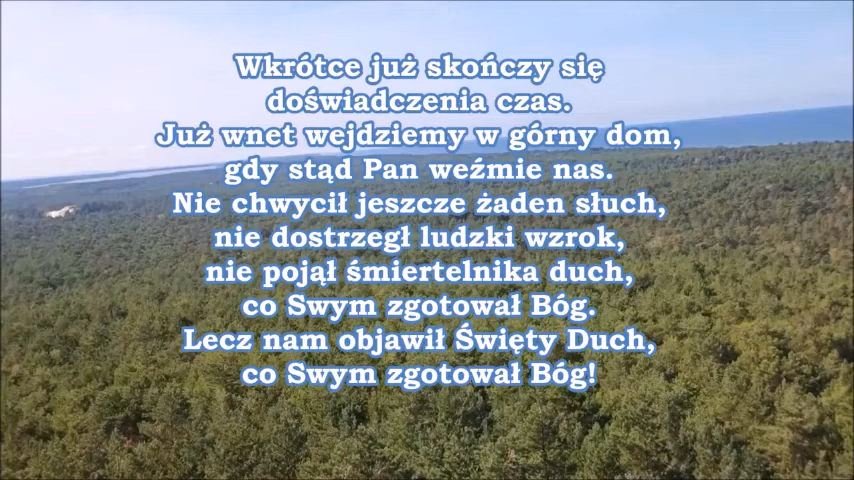 Wkrótce już skończy się
doświadczenia czas.
Już wnet wejdziemy w górny dom,
gdy stąd Pan weźmie nas.
Nie chwycił jeszcze żaden słuch,
nie dostrzegł ludzki wzrok,
nie pojął śmiertelnika duch,
co Swym zgotował Bóg.
Lecz nam objawił Święty Duch,
co Swym zgotował Bóg!